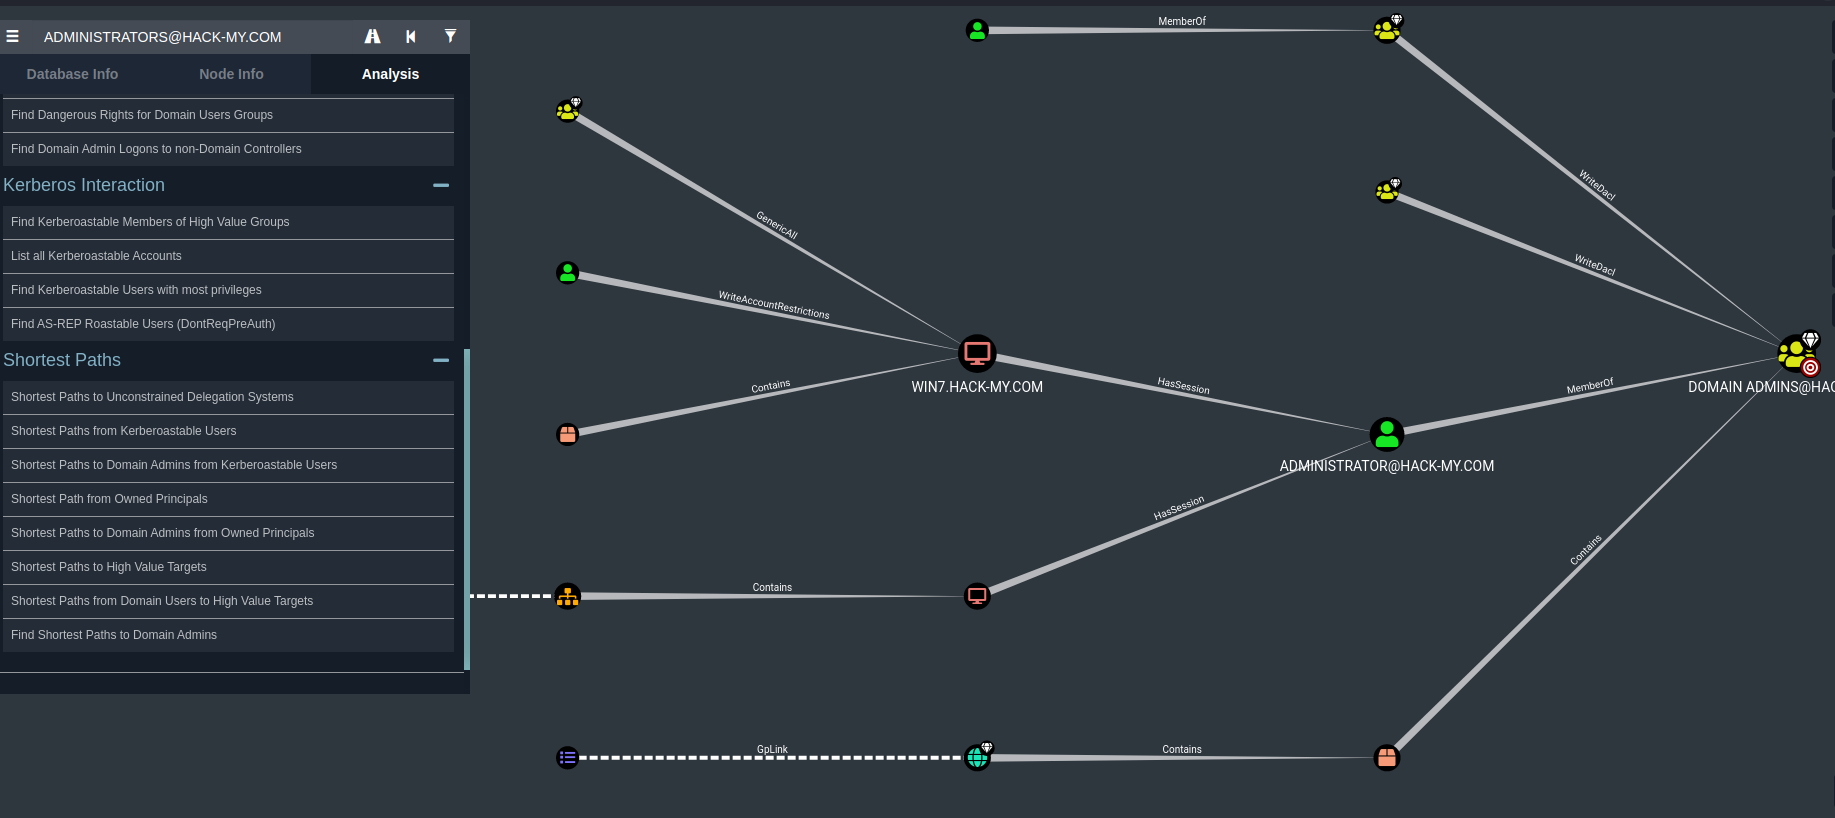 ADMINISTRATORS@HACK-MY.COM
Database Info
Node Info
Analysis
Find Dangerous Rights for Domain Users Groups
Find Domain Admin Logons to non-Domain Controllers
Kerberos Interaction
Find Kerberoastable Members of High Value Groups
List all Kerberoastable Accounts
Find Kerberoastable Users with most privileges
Find AS-REP Roastable Users (DontReqPreAuth)
Shortest Paths
Shortest Paths to Unconstrained Delegation Systems
Shortest Paths from Kerberoastable Users
Shortest Paths to Domain Admins from Kerberoastable Users
Shortest Path from Owned Principals
Shortest Paths to Domain Admins from Owned Principals
Shortest Paths to High Value Targets
Shortest Paths from Domain Users to High Value Targets
Find Shortest Paths to Domain Admins
MemberOf
WriteDacl
GenericAll
WriteDacl
WriteAccountRestrictions
Contains
WIN7.HACK-MY.COM
HasSession
MemberOf
DOMAIN ADMINS@HAC
ADMINISTRATOR@HACK-MY.COM
HasSession
Contains
Contains
GpLink
Contains